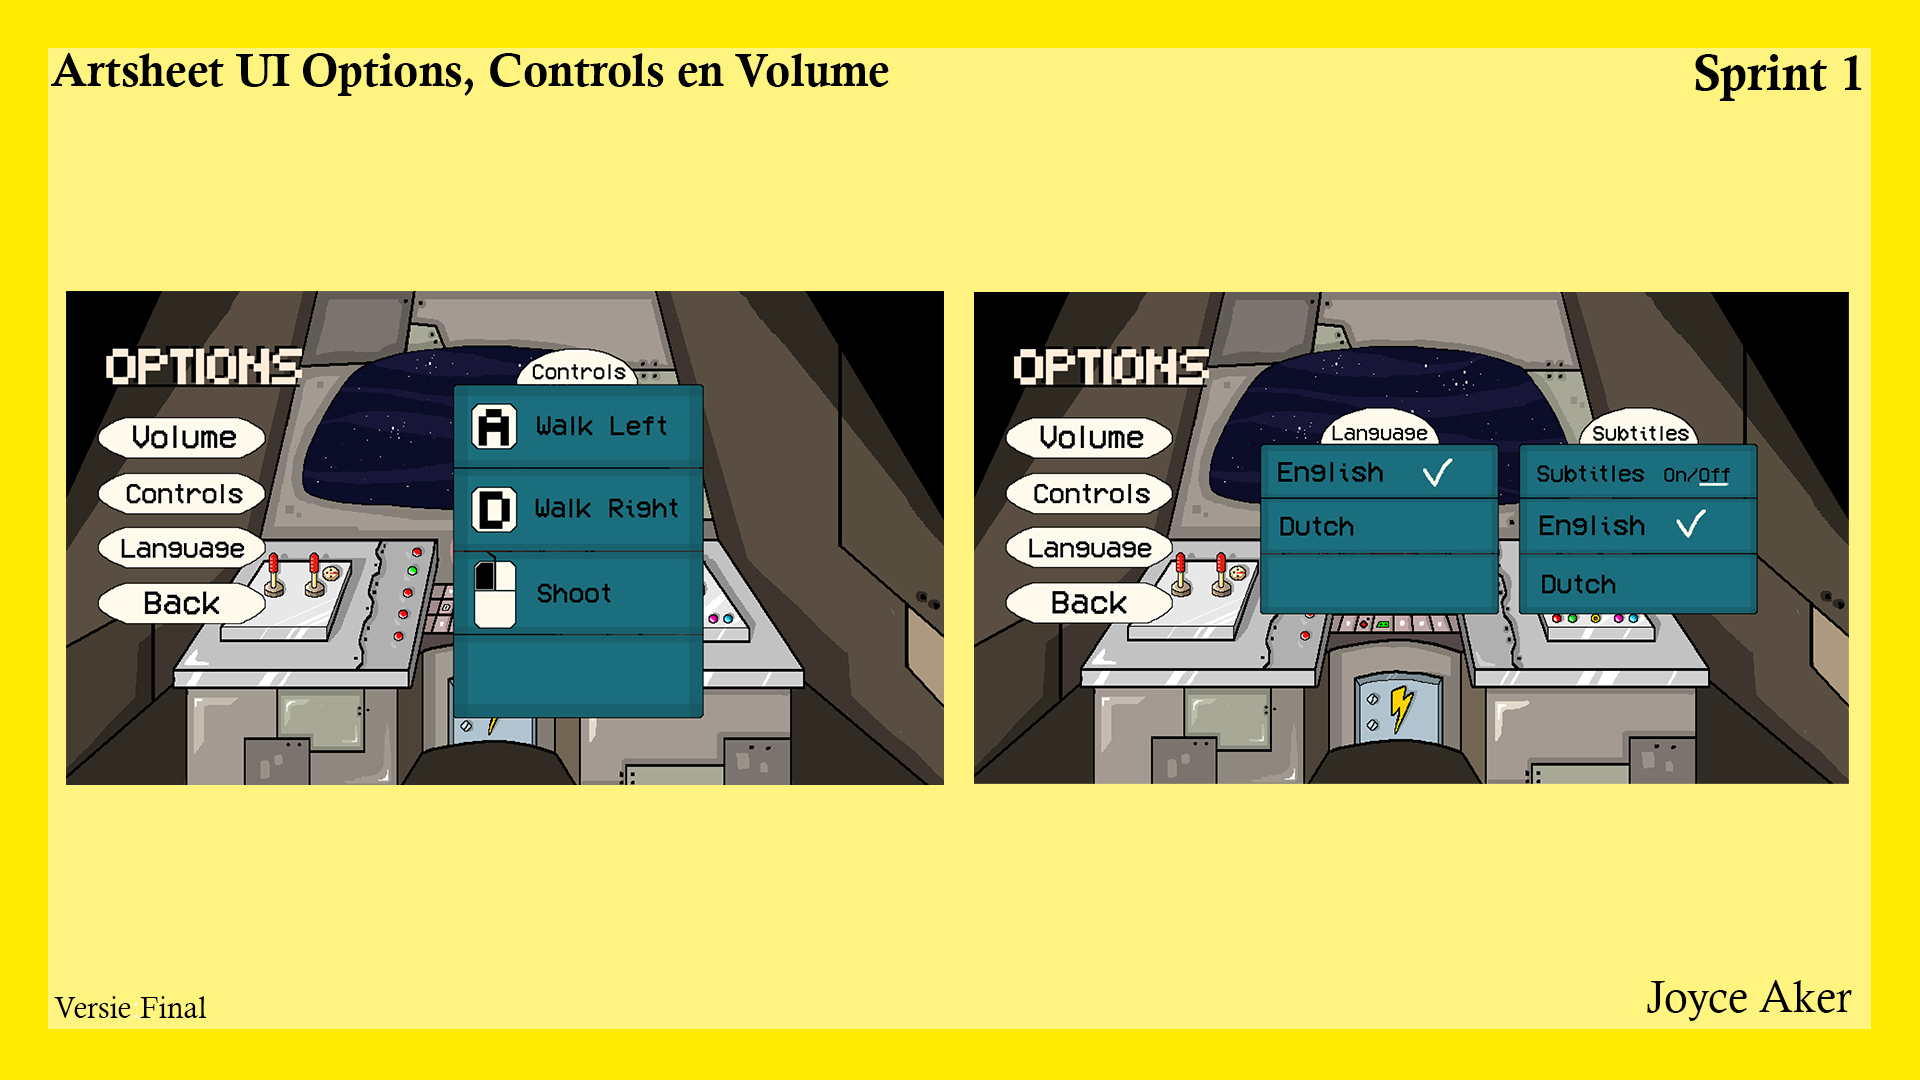 Artsheet UI Options, Controls en Volume
Sprint 1
OPTIONS
Volume
Controls
Language
Back
Controls
A Walk Left
D Walk Right
Shoot
OPTIONS
Volume
Controls
Language
Back
Language
English
Dutch
Subtitles
Subtitles On/Off
English
Dutch
Versie Final
Joyce Aker